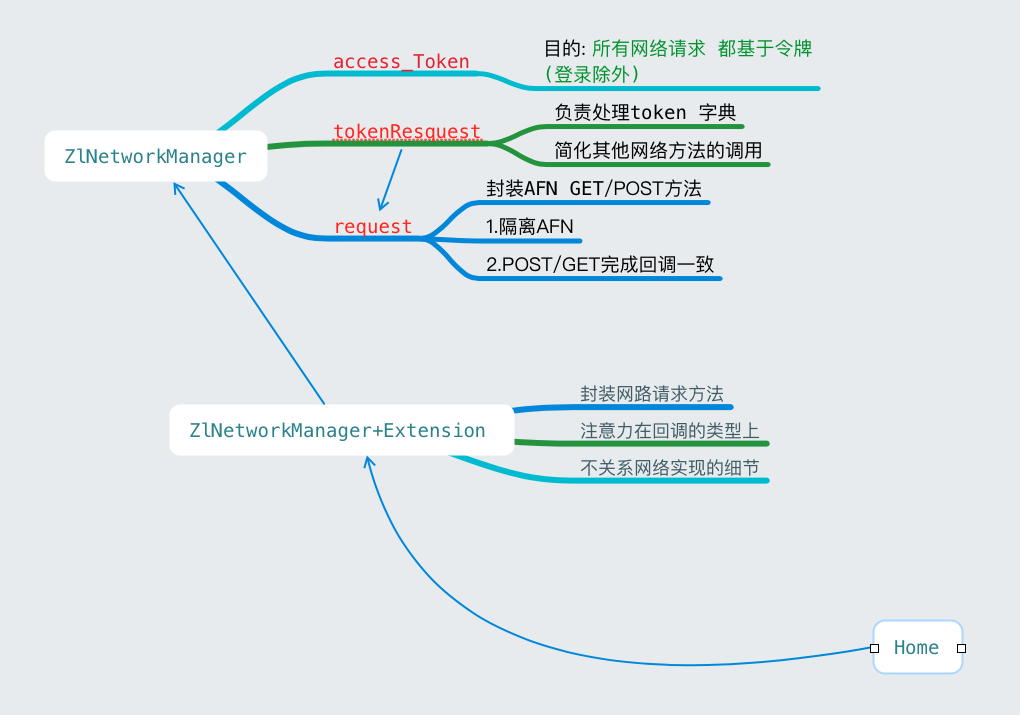 ZlNetworkManager
access_Token
目的: 所有网络请求 都基于令牌
(登录除外)
tokenResquest
负责处理token 字典
简化其他网络方法的调用
request
封装AFN GET/POST方法
1.隔离AFN
2.POST/GET完成回调一致
ZlNetworkManager+Extension
封装网路请求方法
注意力在回调的类型上
不关系网络实现的细节
Home